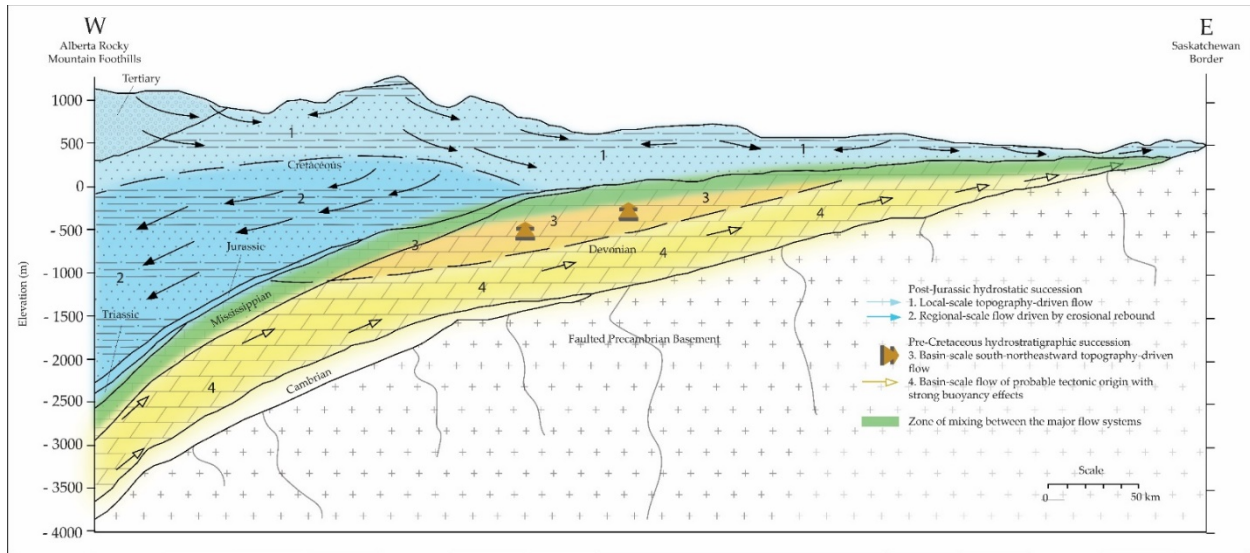 W
Alberta Rocky
Mountain Foothills
E
Saskatchewan
Border
Tertiary
1000
500
0
- 500
-1000
-1500
-2000
- 2500
- 3000
- 3500
- 4000
Elevation (m)
1
1
1
Cretaceous
2
2
Jurassic
Triassic
3
3
3
Mississippian
Devonian
4
4
4
4
4
Cambrian
Faulted Precambrian Basement
Post-Jurassic hydrostatic succession
1. Local-scale topography-driven flow
2. Regional-scale flow driven by erosional rebound
Pre-Cretaceous hydrostratigraphic succession
3. Basin-scale south-northeastward topography-driven
flow
4. Basin-scale flow of probable tectonic origin with
strong buoyancy effects
Zone of mixing between the major flow systems
Scale
0 50 km